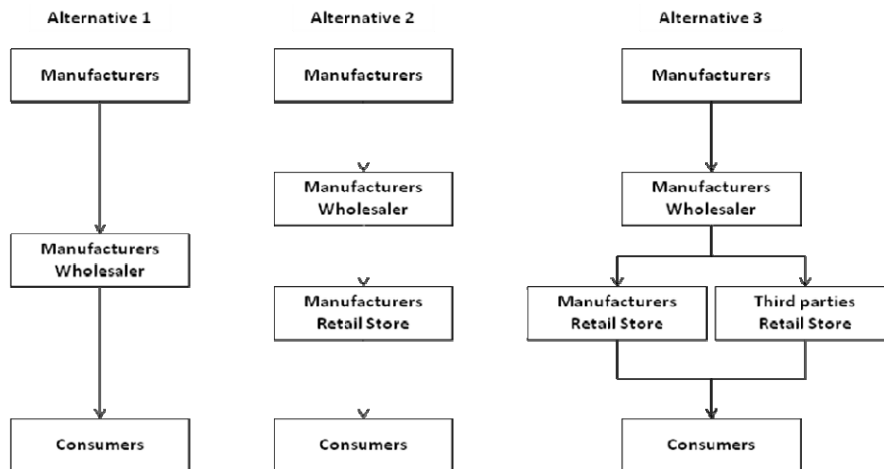 Alternative 1
Alternative 2
Alternative 3
Manufacturers
Manufacturers
Manufacturers
Manufacturers
Wholesaler
Manufacturers
Wholesaler
Manufacturers
Wholesaler
Manufacturers
Retail Store
Manufacturers
Retail Store
Third parties
Retail Store
Consumers
Consumers
Consumers